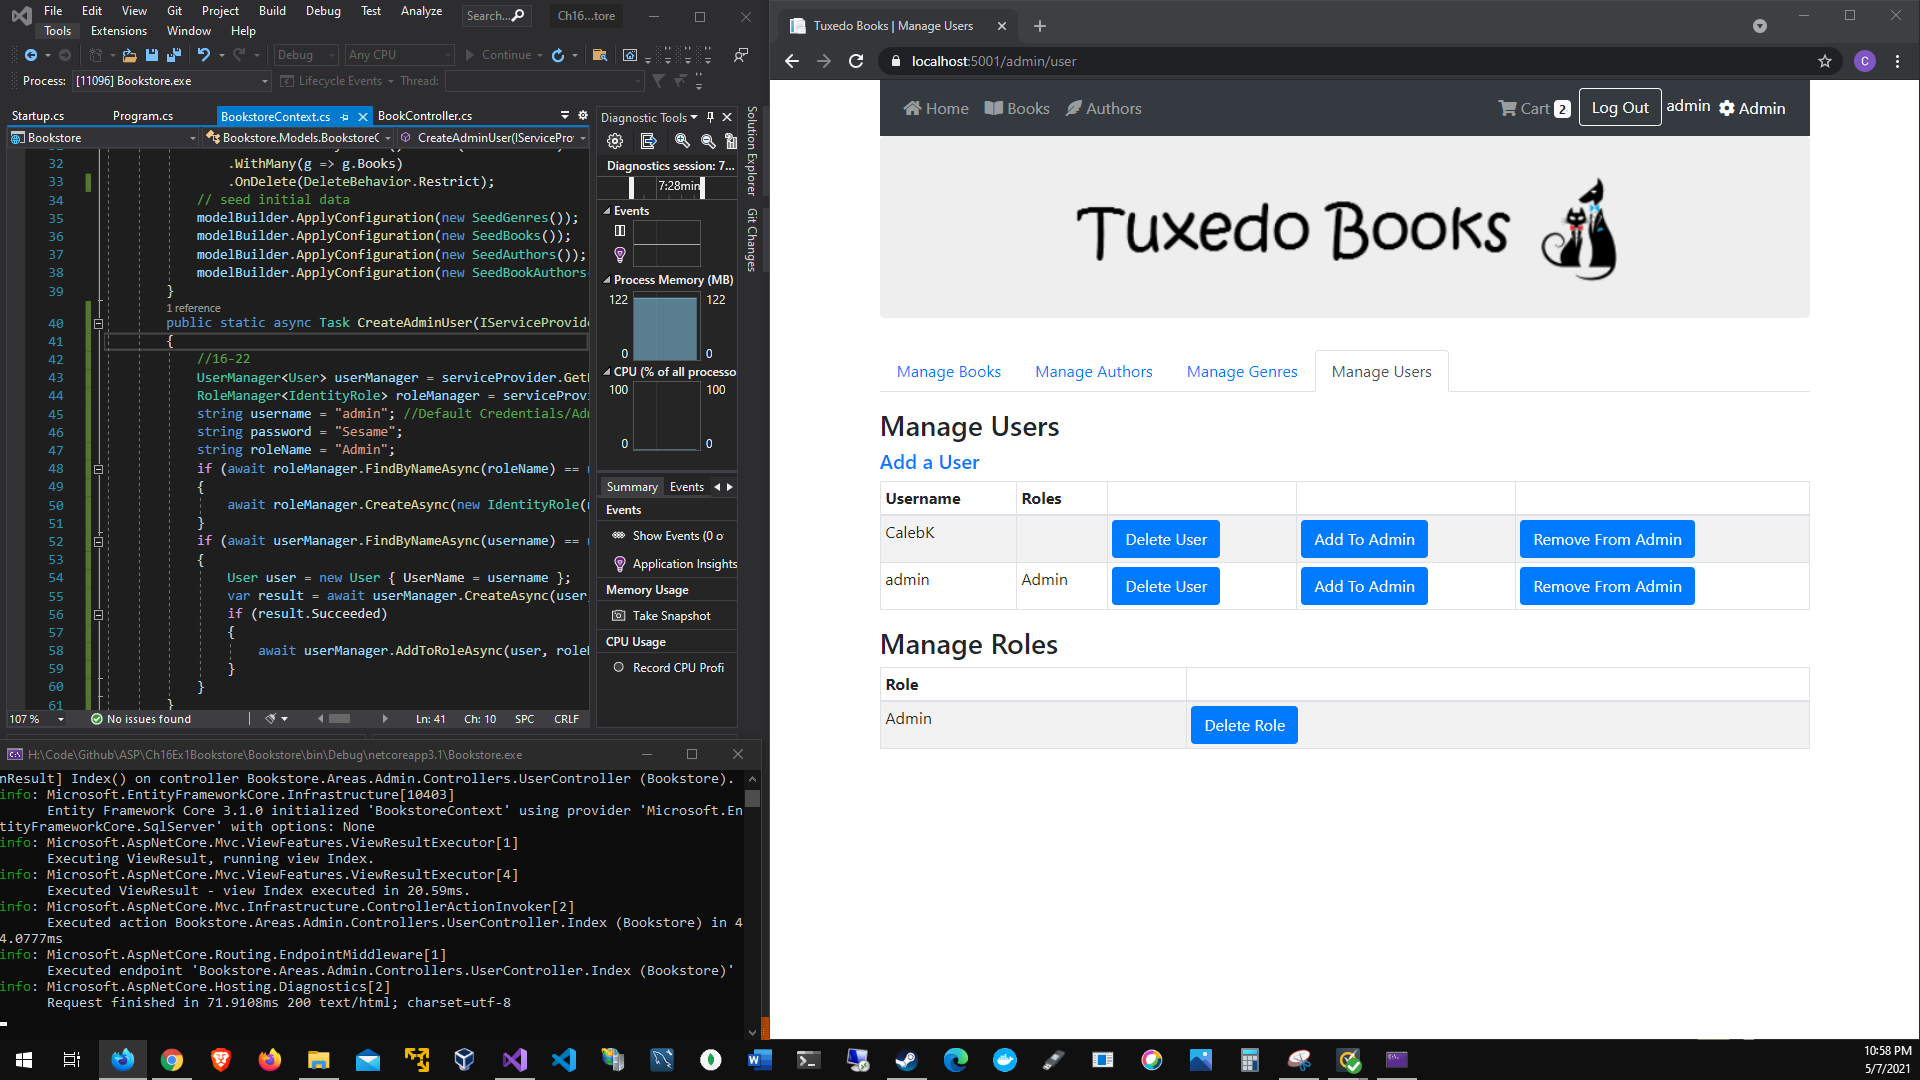 File Edit View Git Project Build Debug Test Analyze Search... Ch16...tore
Tools Extensions Window Help
Debug Any CPU Continue
Process: [11096] Bookstore.exe Lifecycle Events Thread:
Startup.cs Program.cs BookstoreContext.cs BookController.cs
Bookstore Bookstore.Models.BookstoreC CreateAdminUser(IServicePro
32 .WithMany(g => g.Books)
33 .OnDelete(DeleteBehavior.Restrict);
34 // seed initial data
35 modelBuilder.ApplyConfiguration(new SeedGenres());
36 modelBuilder.ApplyConfiguration(new SeedBooks());
37 modelBuilder.ApplyConfiguration(new SeedAuthors());
38 modelBuilder.ApplyConfiguration(new SeedBookAuthors
39 }
1 reference
40 public static async Task CreateAdminUser(IServiceProvide
41 {
42 //16-22
43 UserManager<User> userManager = serviceProvider.Get
44 RoleManager<IdentityRole> roleManager = serviceProvi
45 string username = "admin"; //Default Credentials/Adm
46 string password = "Sesame";
47 string roleName = "Admin";
48 if (await roleManager.FindByNameAsync(roleName) ==
49 {
50 await roleManager.CreateAsync(new IdentityRole(
51 }
52 if (await userManager.FindByNameAsync(username) ==
53 {
54 User user = new User { UserName = username };
55 var result = await userManager.CreateAsync(user,
56 if (result.Succeeded)
57 {
58 await userManager.AddToRoleAsync(user, role
59 }
60 }
61 }
107 % No issues found Ln: 41 Ch: 10 SPC CRLF
Diagnostic Tools
Diagnostics session: 7...
7:28min
Events
Process Memory (MB)
122 122
0 0
CPU (% of all processo
100 100
0 0
Summary Events
Events
Show Events (0 o
Application Insights
Memory Usage
Take Snapshot
CPU Usage
Record CPU Profi
Solution Explorer
Git Changes
H:\Code\Github\ASP\Ch16Ex1Bookstore\Bookstore\bin\Debug\netcoreapp3.1\Bookstore.exe
nResult] Index() on controller Bookstore.Areas.Admin.Controllers.UserController (Bookstore).
info: Microsoft.EntityFrameworkCore.Infrastructure[10403]
Entity Framework Core 3.1.0 initialized 'BookstoreContext' using provider 'Microsoft.En
tityFrameworkCore.SqlServer' with options: None
info: Microsoft.AspNetCore.Mvc.ViewFeatures.ViewResultExecutor[1]
Executing ViewResult, running view Index.
info: Microsoft.AspNetCore.Mvc.ViewFeatures.ViewResultExecutor[4]
Executed ViewResult - view Index executed in 20.59ms.
info: Microsoft.AspNetCore.Mvc.Infrastructure.ControllerActionInvoker[2]
Executed action Bookstore.Areas.Admin.Controllers.UserController.Index (Bookstore) in 4
4.0777ms
info: Microsoft.AspNetCore.Routing.EndpointMiddleware[1]
Executed endpoint 'Bookstore.Areas.Admin.Controllers.UserController.Index (Bookstore)'
info: Microsoft.AspNetCore.Hosting.Diagnostics[2]
Request finished in 71.9108ms 200 text/html; charset=utf-8
Tuxedo Books | Manage Users
localhost:5001/admin/user C
Home Books Authors Cart 2 Log Out admin Admin
Tuxedo Books
Manage Books Manage Authors Manage Genres Manage Users
Manage Users
Add a User
Username Roles
CalebK Delete User Add To Admin Remove From Admin
admin Admin Delete User Add To Admin Remove From Admin
Manage Roles
Role
Admin Delete Role
10:58 PM
5/7/2021